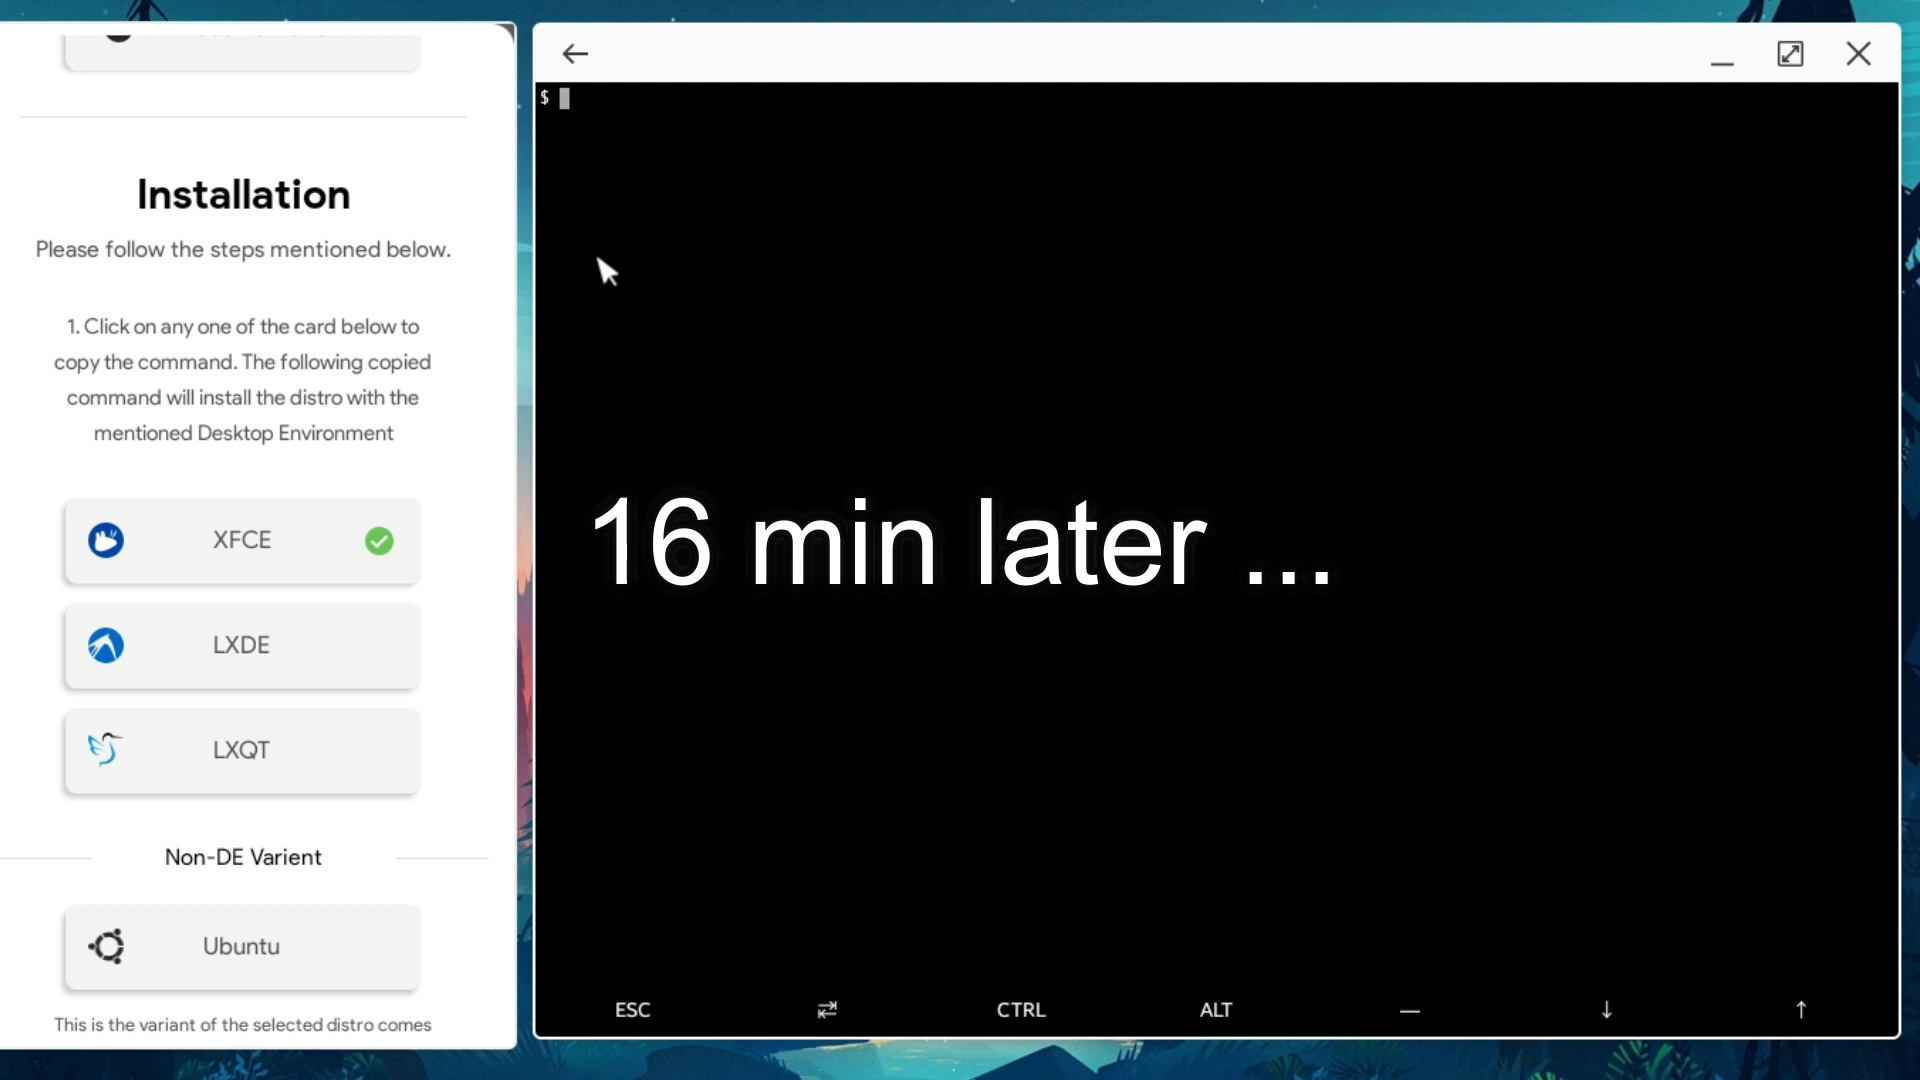 Installation
Please follow the steps mentioned below.
1. Click on any one of the card below to
copy the command. The following copied
command will install the distro with the
mentioned Desktop Environment
XFCE
LXDE
LXQT
Non-DE Varient
Ubuntu
This is the variant of the selected distro comes
$
16 min later ...
ESC
CTRL
ALT